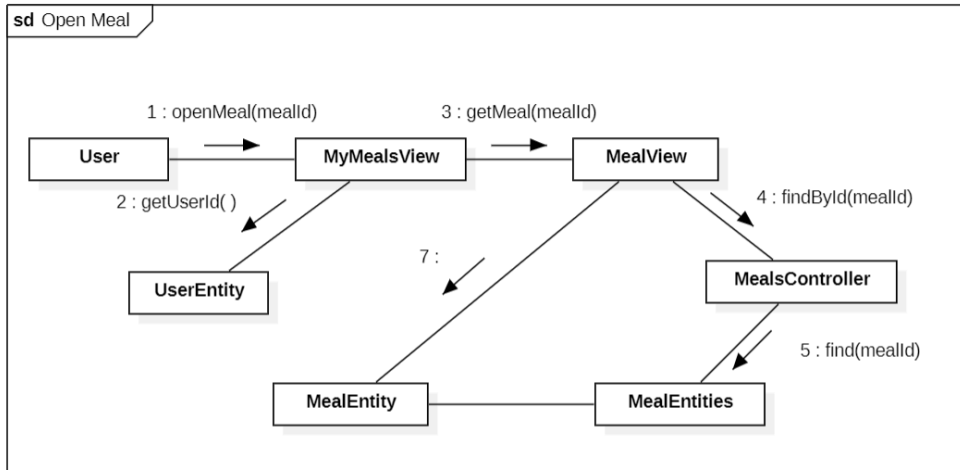 sd Open Meal
1 : openMeal(mealId)
3 : getMeal(mealId)
User
MyMealsView
MealView
2 : getUserId( )
4 : findById(mealId)
7 :
UserEntity
MealsController
5 : find(mealId)
MealEntity
MealEntities